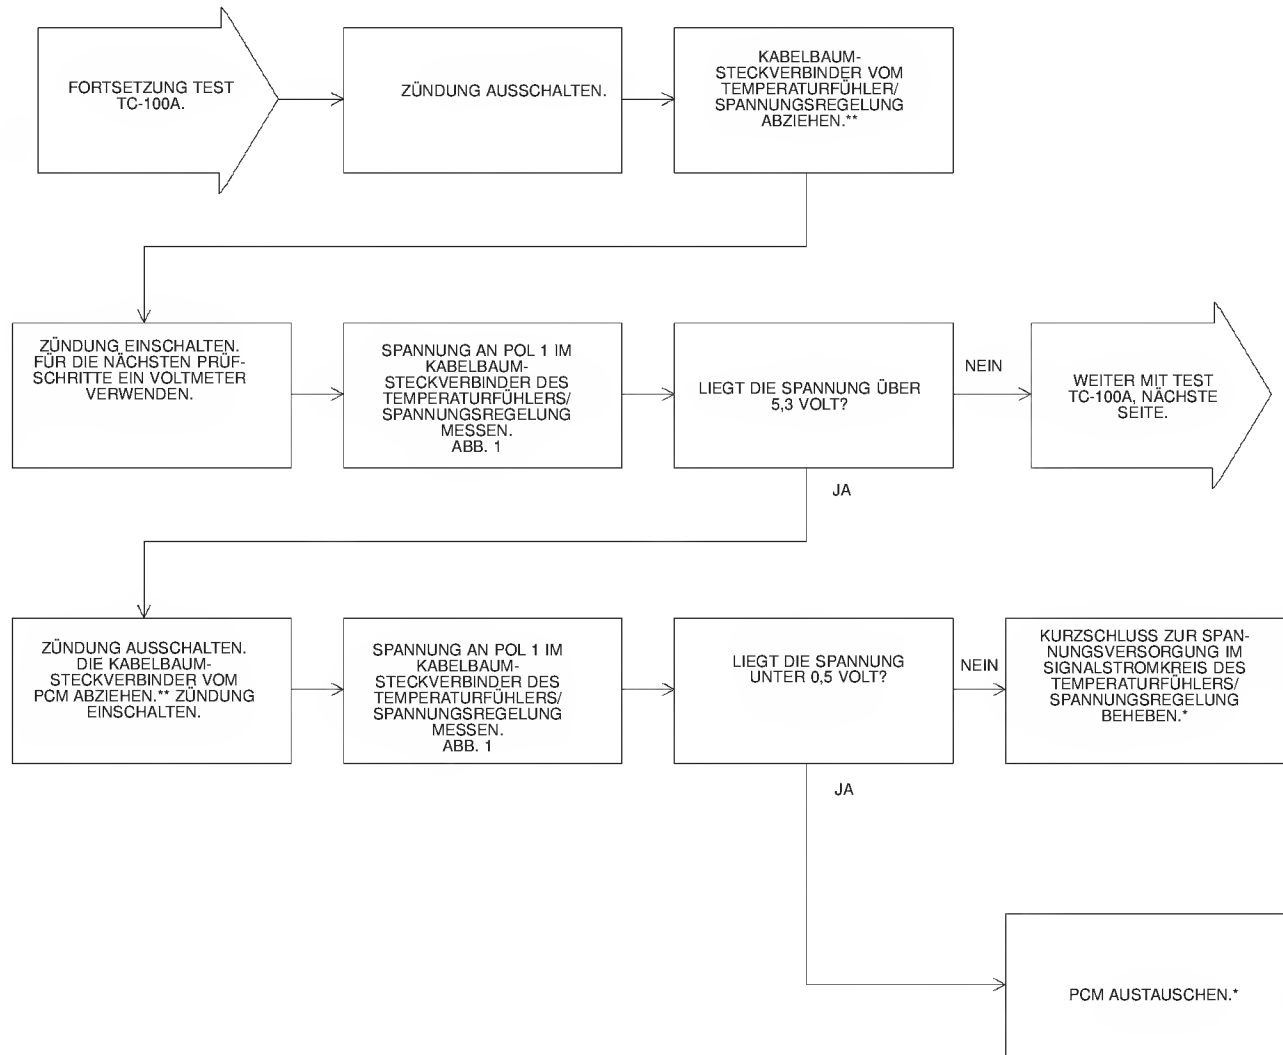 FORTSETZUNG TEST
TC-100A.
ZÜNDUNG AUSSCHALTEN.
KABELBAUM-
STECKVERBINDER VOM
TEMPERATURFÜHLER/
SPANNUNGSREGELUNG
ABZIEHEN.**
ZÜNDUNG EINSCHALTEN.
FÜR DIE NÄCHSTEN PRÜF-
SCHRITTE EIN VOLTMETER
VERWENDEN.
SPANNUNG AN POL 1 IM
KABELBAUM-
STECKVERBINDER DES
TEMPERATURFÜHLERS/
SPANNUNGSREGELUNG
MESSEN.
ABB. 1
LIEGT DIE SPANNUNG ÜBER
5,3 VOLT?
NEIN
WEITER MIT TEST
TC-100A, NÄCHSTE
SEITE.
JA
ZÜNDUNG AUSSCHALTEN.
DIE KABELBAUM-
STECKVERBINDER VOM
PCM ABZIEHEN.** ZÜNDUNG
EINSCHALTEN.
SPANNUNG AN POL 1 IM
KABELBAUM-
STECKVERBINDER DES
TEMPERATURFÜHLERS/
SPANNUNGSREGELUNG
MESSEN.
ABB. 1
LIEGT DIE SPANNUNG
UNTER 0,5 VOLT?
NEIN
KURZSCHLUSS ZUR SPAN-
NUNGSVERSORGUNG IM
SIGNALSTROMKREIS DES
TEMPERATURFÜHLERS/
SPANNUNGSREGELUNG
BEHEBEN.*
JA
PCM AUSTAUSCHEN.*